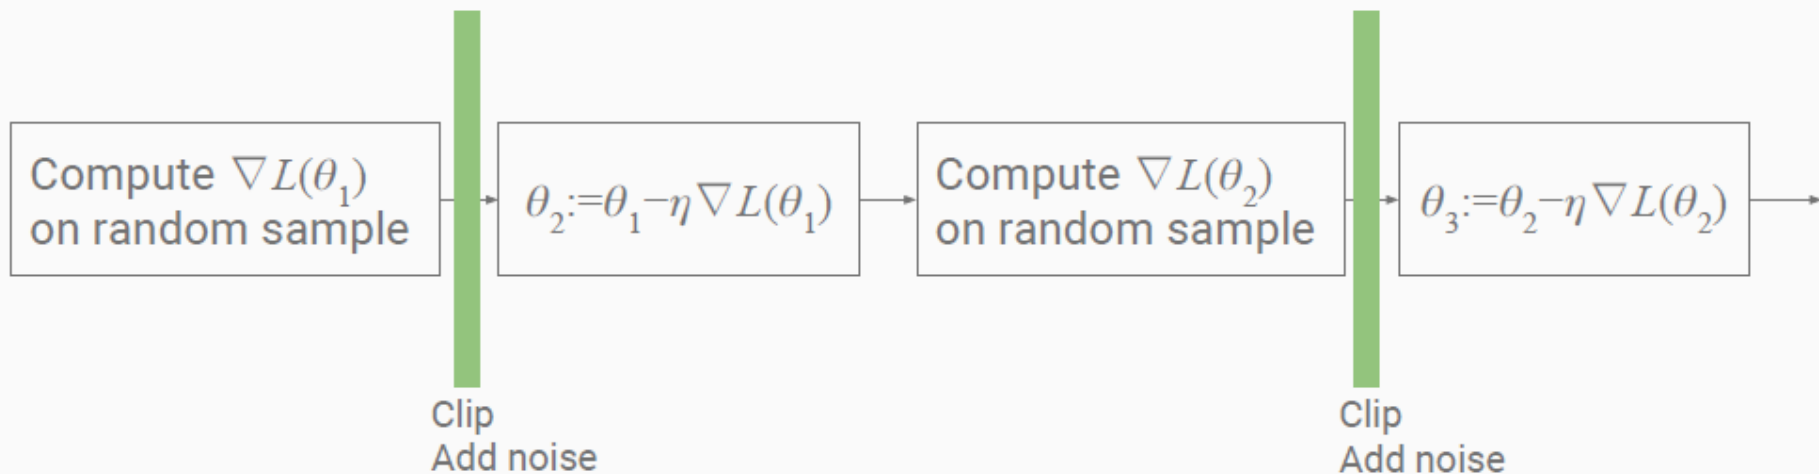 Compute ∇L(θ₁)
on random sample
θ₂:=θ₁−η∇L(θ₁)
Compute ∇L(θ₂)
on random sample
θ₃:=θ₂−η∇L(θ₂)
Clip
Add noise
Clip
Add noise